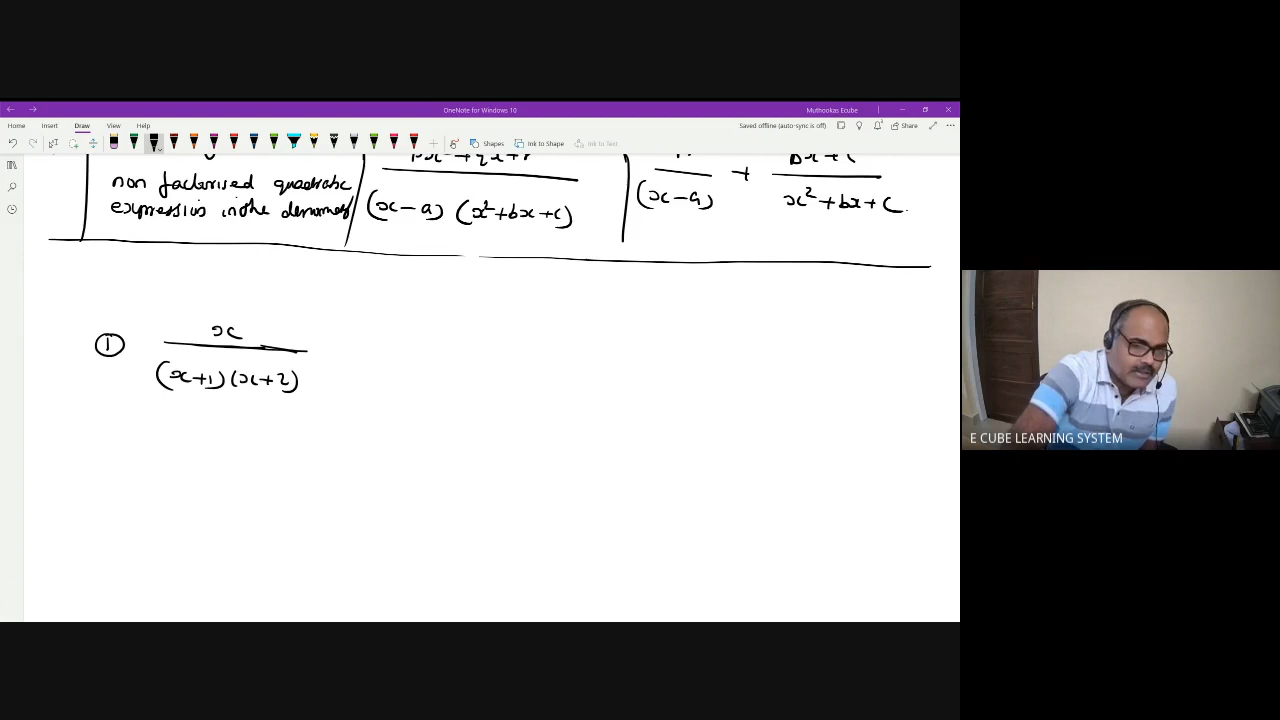 OneNote for Windows 10
Muthookas Ecube
Home Insert Draw View Help
Saved offline (auto-sync is off)
Share
Shapes
Ink to Shape
Ink to Text
non factorised quadratic
expression in the
(x-a) (x²+bx+c)
(x-a) + x²+bx+c.
① x
(x+1)(x+2)
E CUBE LEARNING SYSTEM